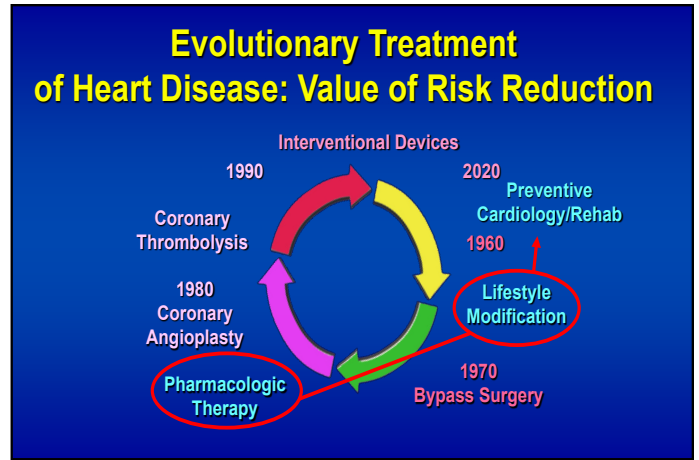 Evolutionary Treatment
of Heart Disease: Value of Risk Reduction
Interventional Devices
1990
2020
Preventive
Cardiology/Rehab
Coronary
Thrombolysis
1960
1980
Coronary
Angioplasty
Lifestyle
Modification
1970
Bypass Surgery
Pharmacologic
Therapy